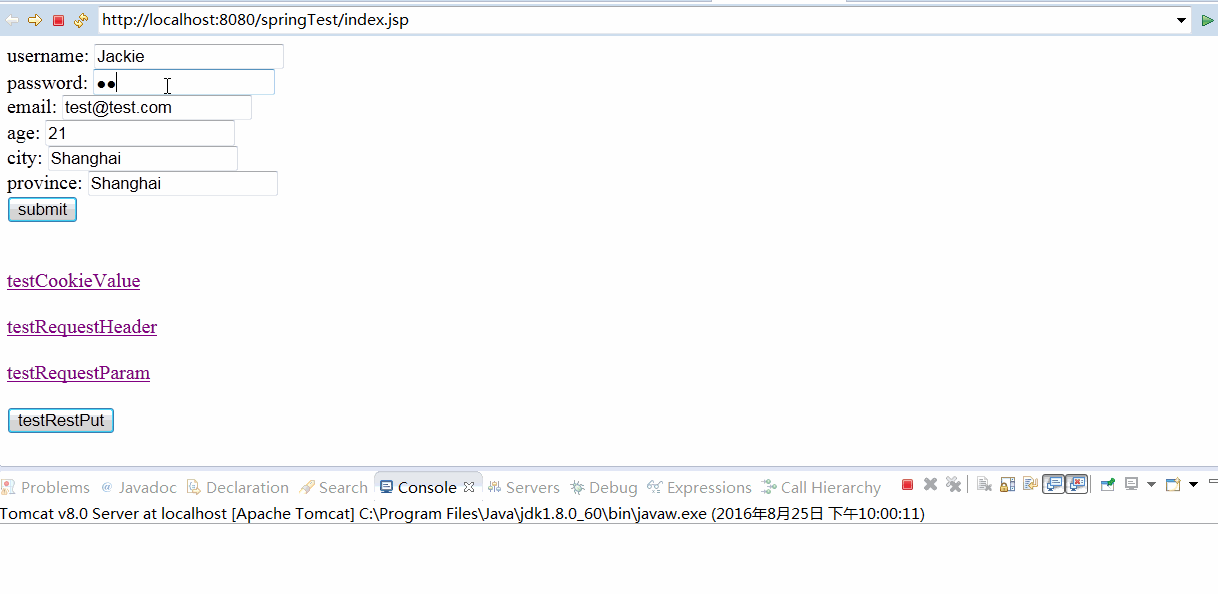 http://localhost:8080/springTest/index.jsp
username: Jackie
password: ●●
email: test@test.com
age: 21
city: Shanghai
province: Shanghai
submit
testCookieValue
testRequestHeader
testRequestParam
testRestPut
Problems @ Javadoc Declaration Search Console Servers Debug Expressions Call Hierarchy
Tomcat v8.0 Server at localhost [Apache Tomcat] C:\Program Files\Java\jdk1.8.0_60\bin\javaw.exe (2016年8月25日 下午10:00:11)